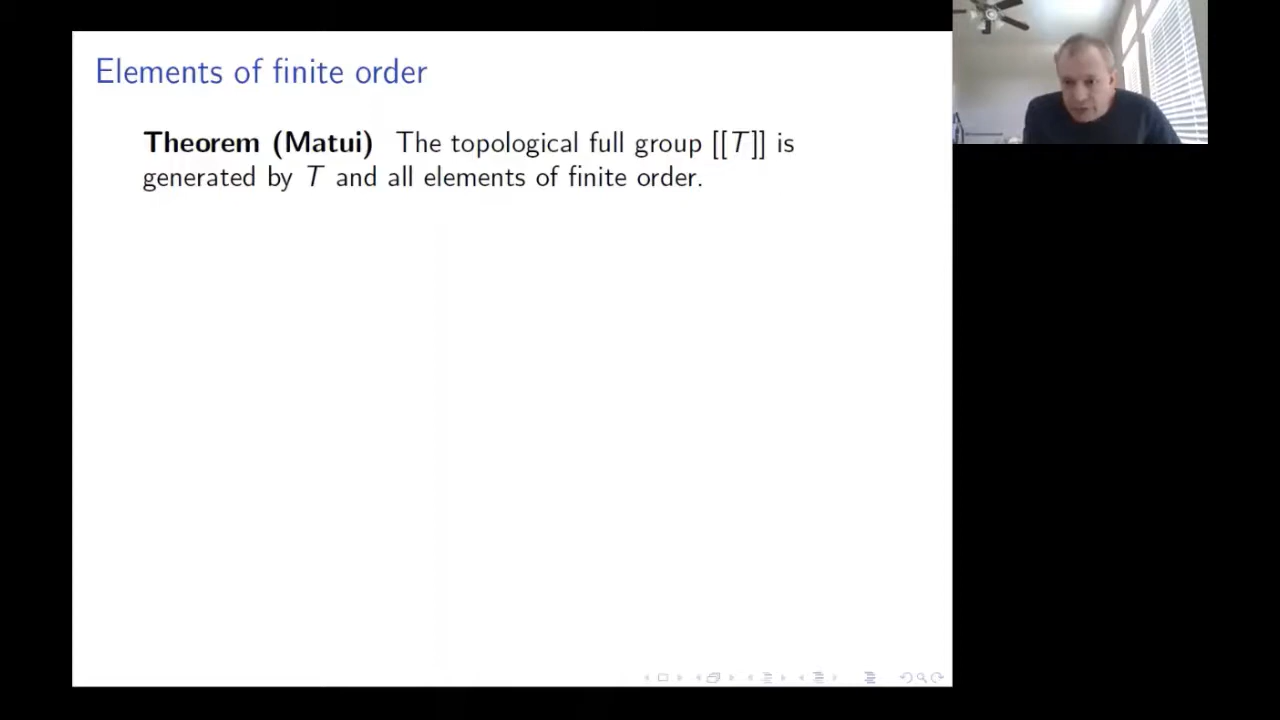 Elements of finite order
Theorem (Matui) The topological full group [[T]] is
generated by T and all elements of finite order.